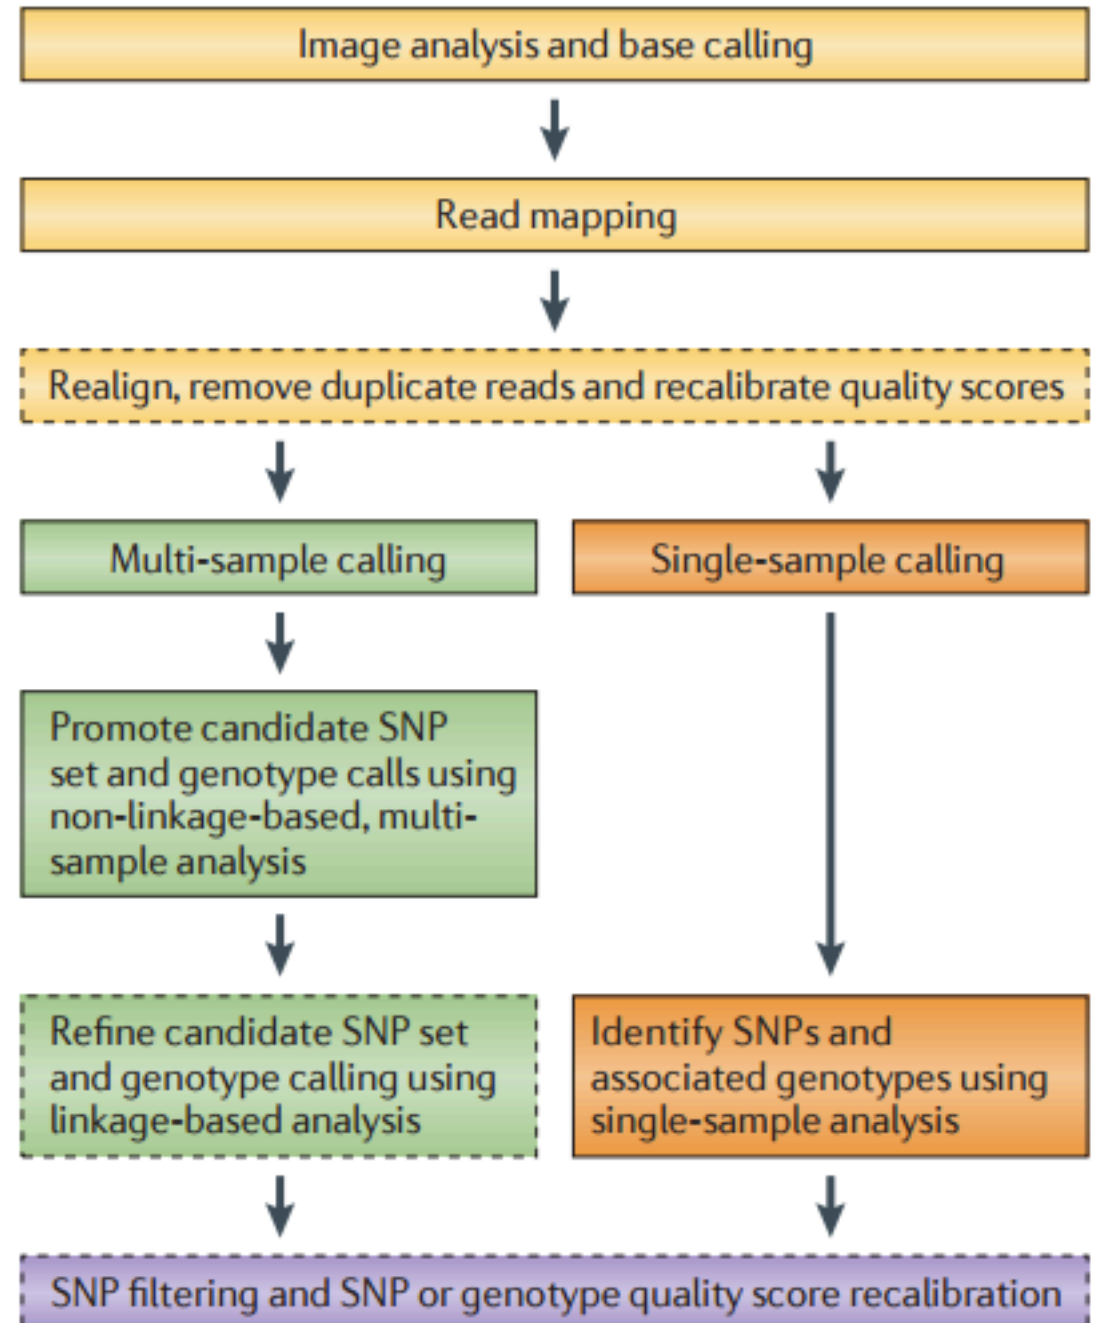 Image analysis and base calling
Read mapping
Realign, remove duplicate reads and recalibrate quality scores
Multi-sample calling
Single-sample calling
Promote candidate SNP
set and genotype calls using
non-linkage-based, multi-
sample analysis
Refine candidate SNP set
and genotype calling using
linkage-based analysis
Identify SNPs and
associated genotypes using
single-sample analysis
SNP filtering and SNP or genotype quality score recalibration